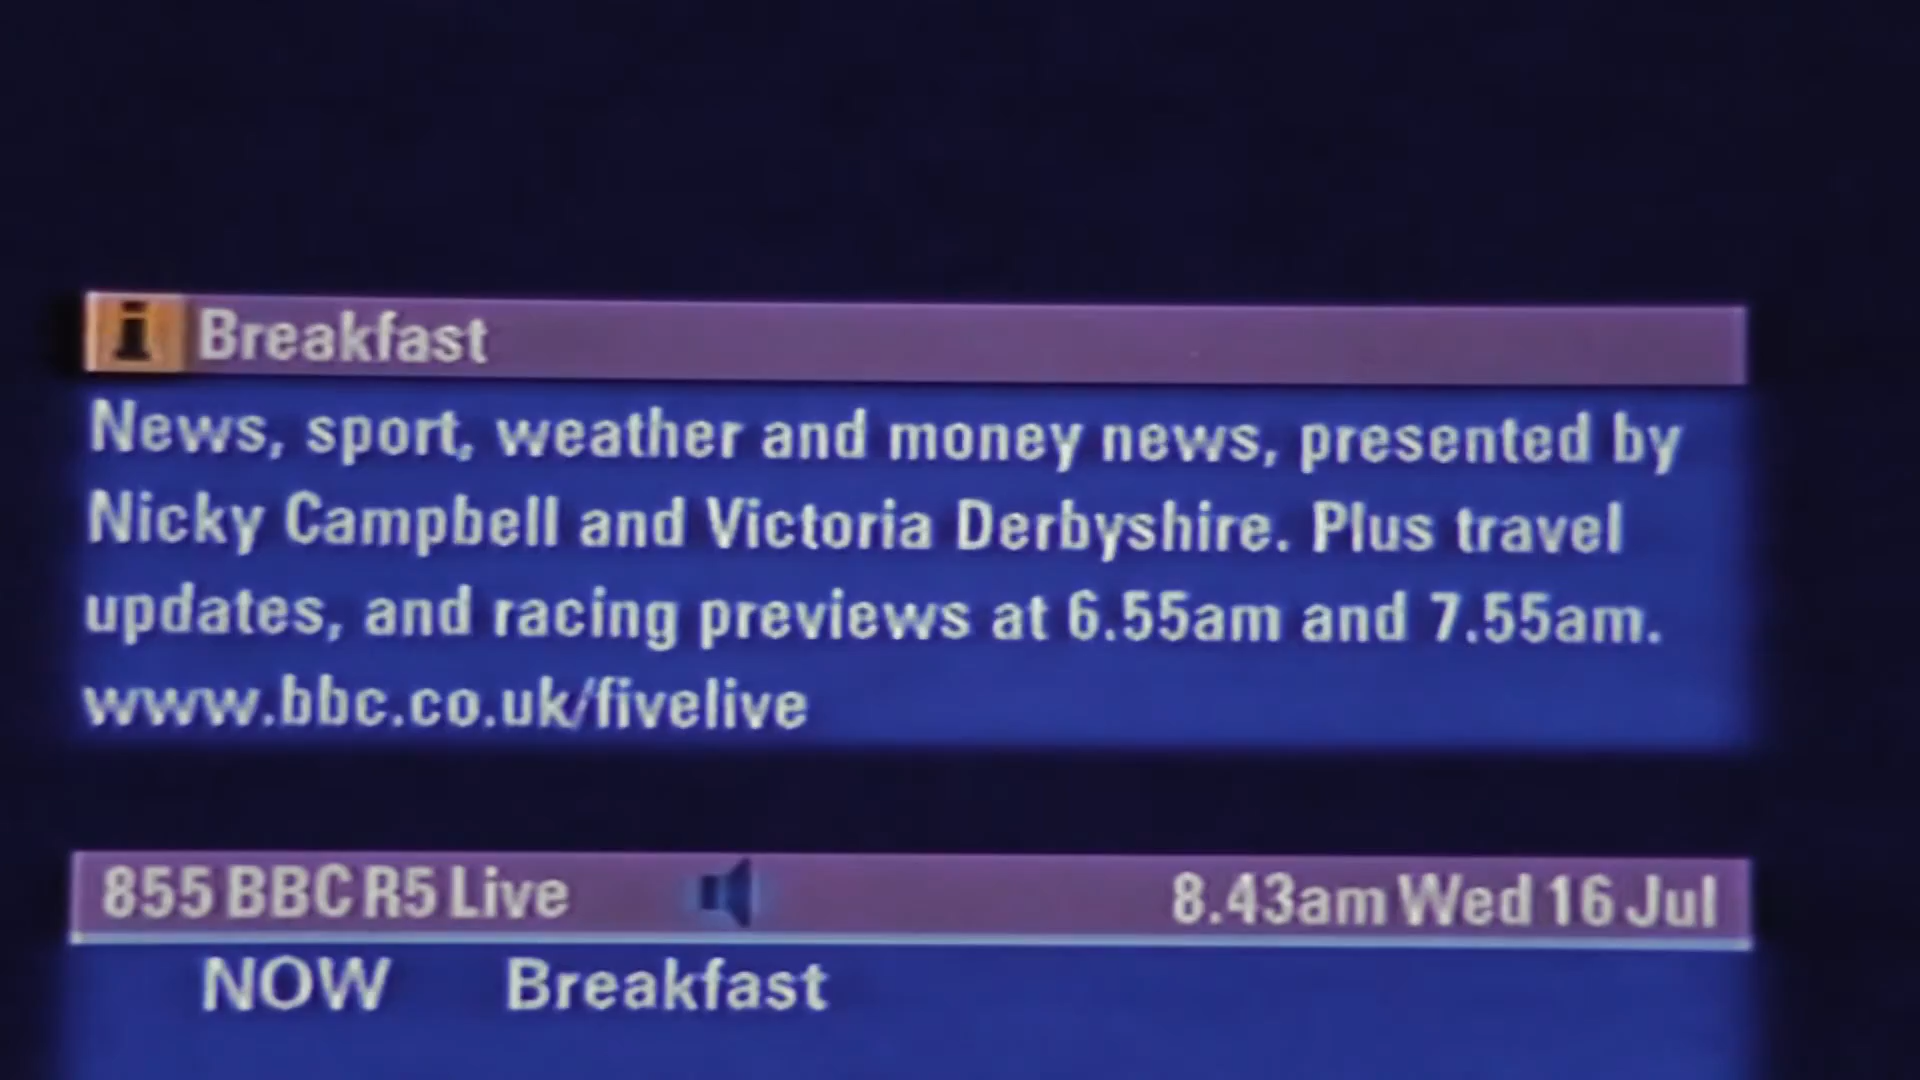 i Breakfast
News, sport, weather and money news, presented by
Nicky Campbell and Victoria Derbyshire. Plus travel
updates, and racing previews at 6.55am and 7.55am.
www.bbc.co.uk/fivelive
855 BBC R5 Live 8.43am Wed 16 Jul
NOW Breakfast